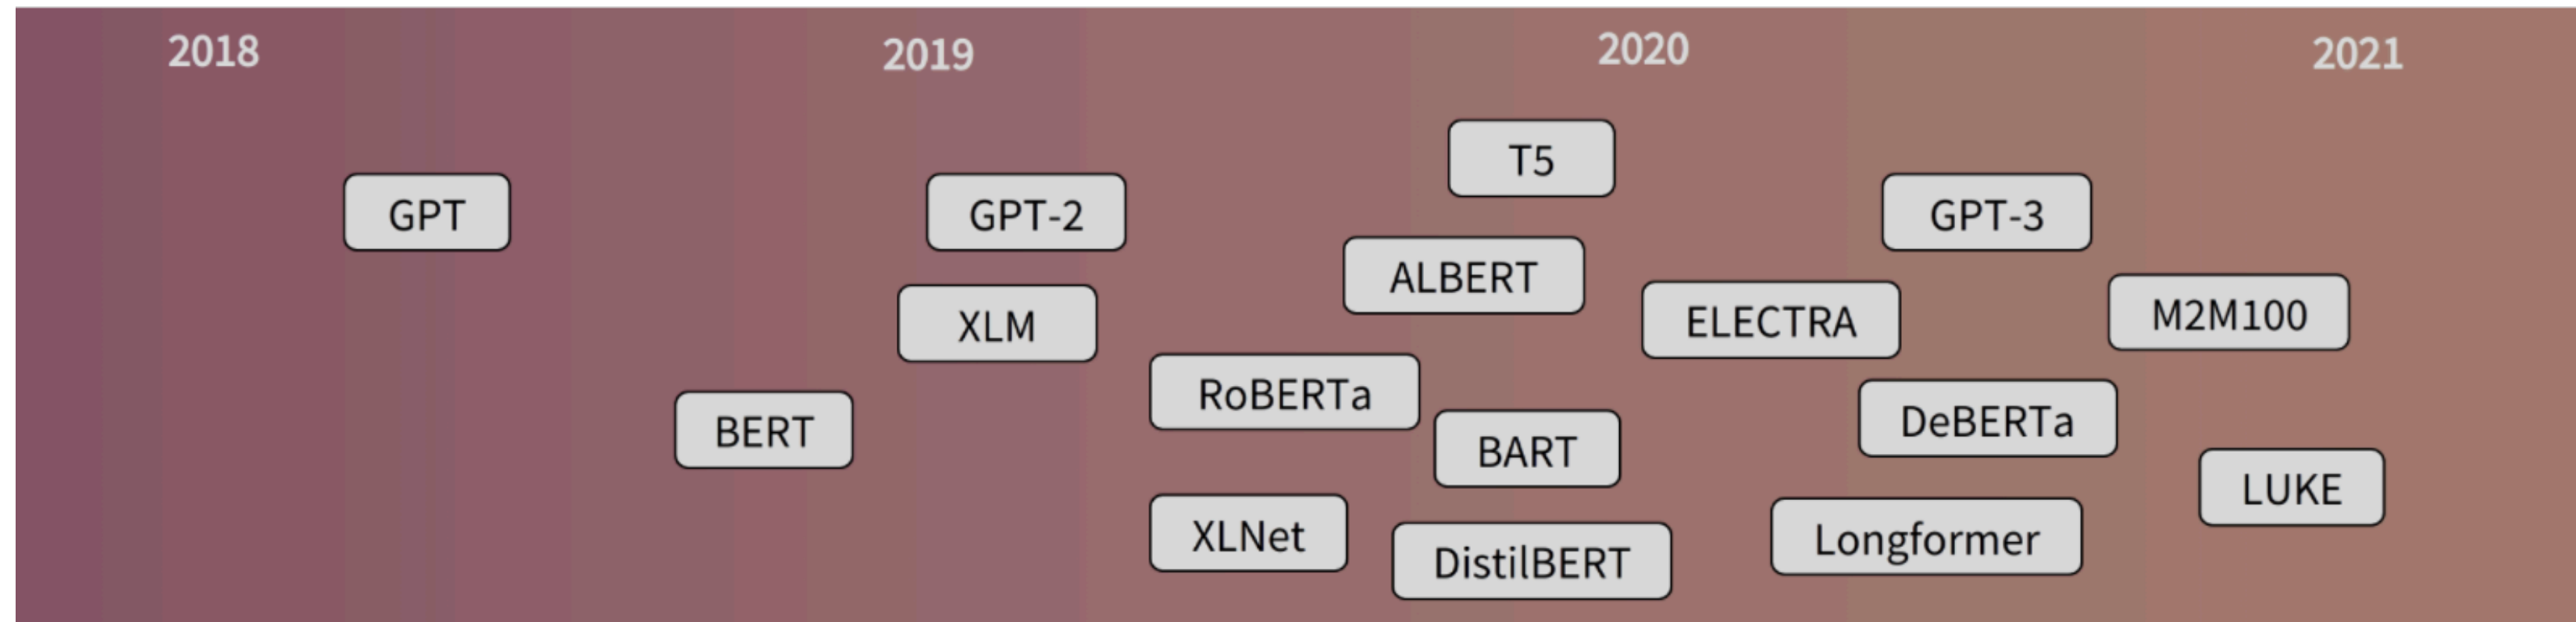 2018 2019 2020 2021
T5
GPT GPT-2 GPT-3
ALBERT
M2M100
XLM ELECTRA
RoBERTa
DeBERTa
BERT BART
LUKE
XLNet Longformer
DistilBERT